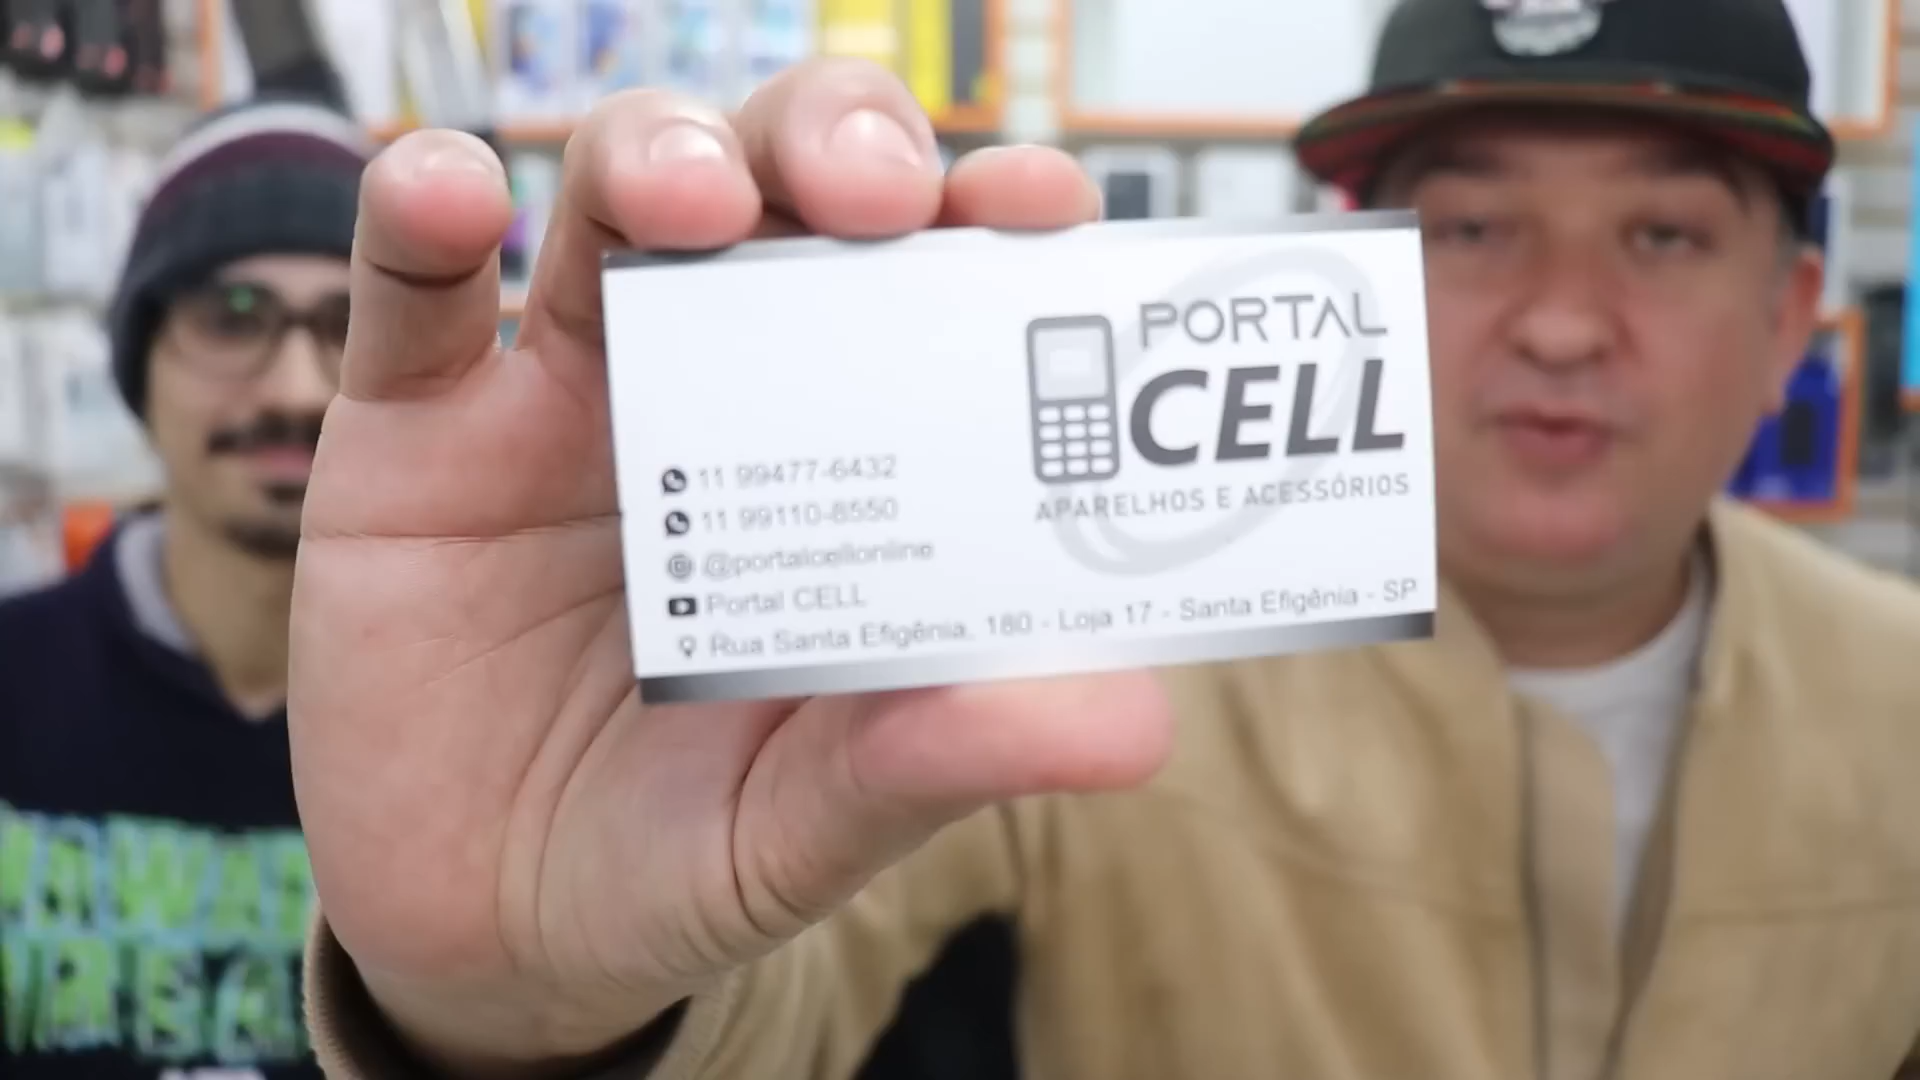 PORTAL
CELL
APARELHOS E ACESSÓRIOS
11 99477-6432
11 99110-8550
@portalcellonline
Portal CELL
Rua Santa Efigênia, 180 - Loja 17 - Santa Efigênia - SP